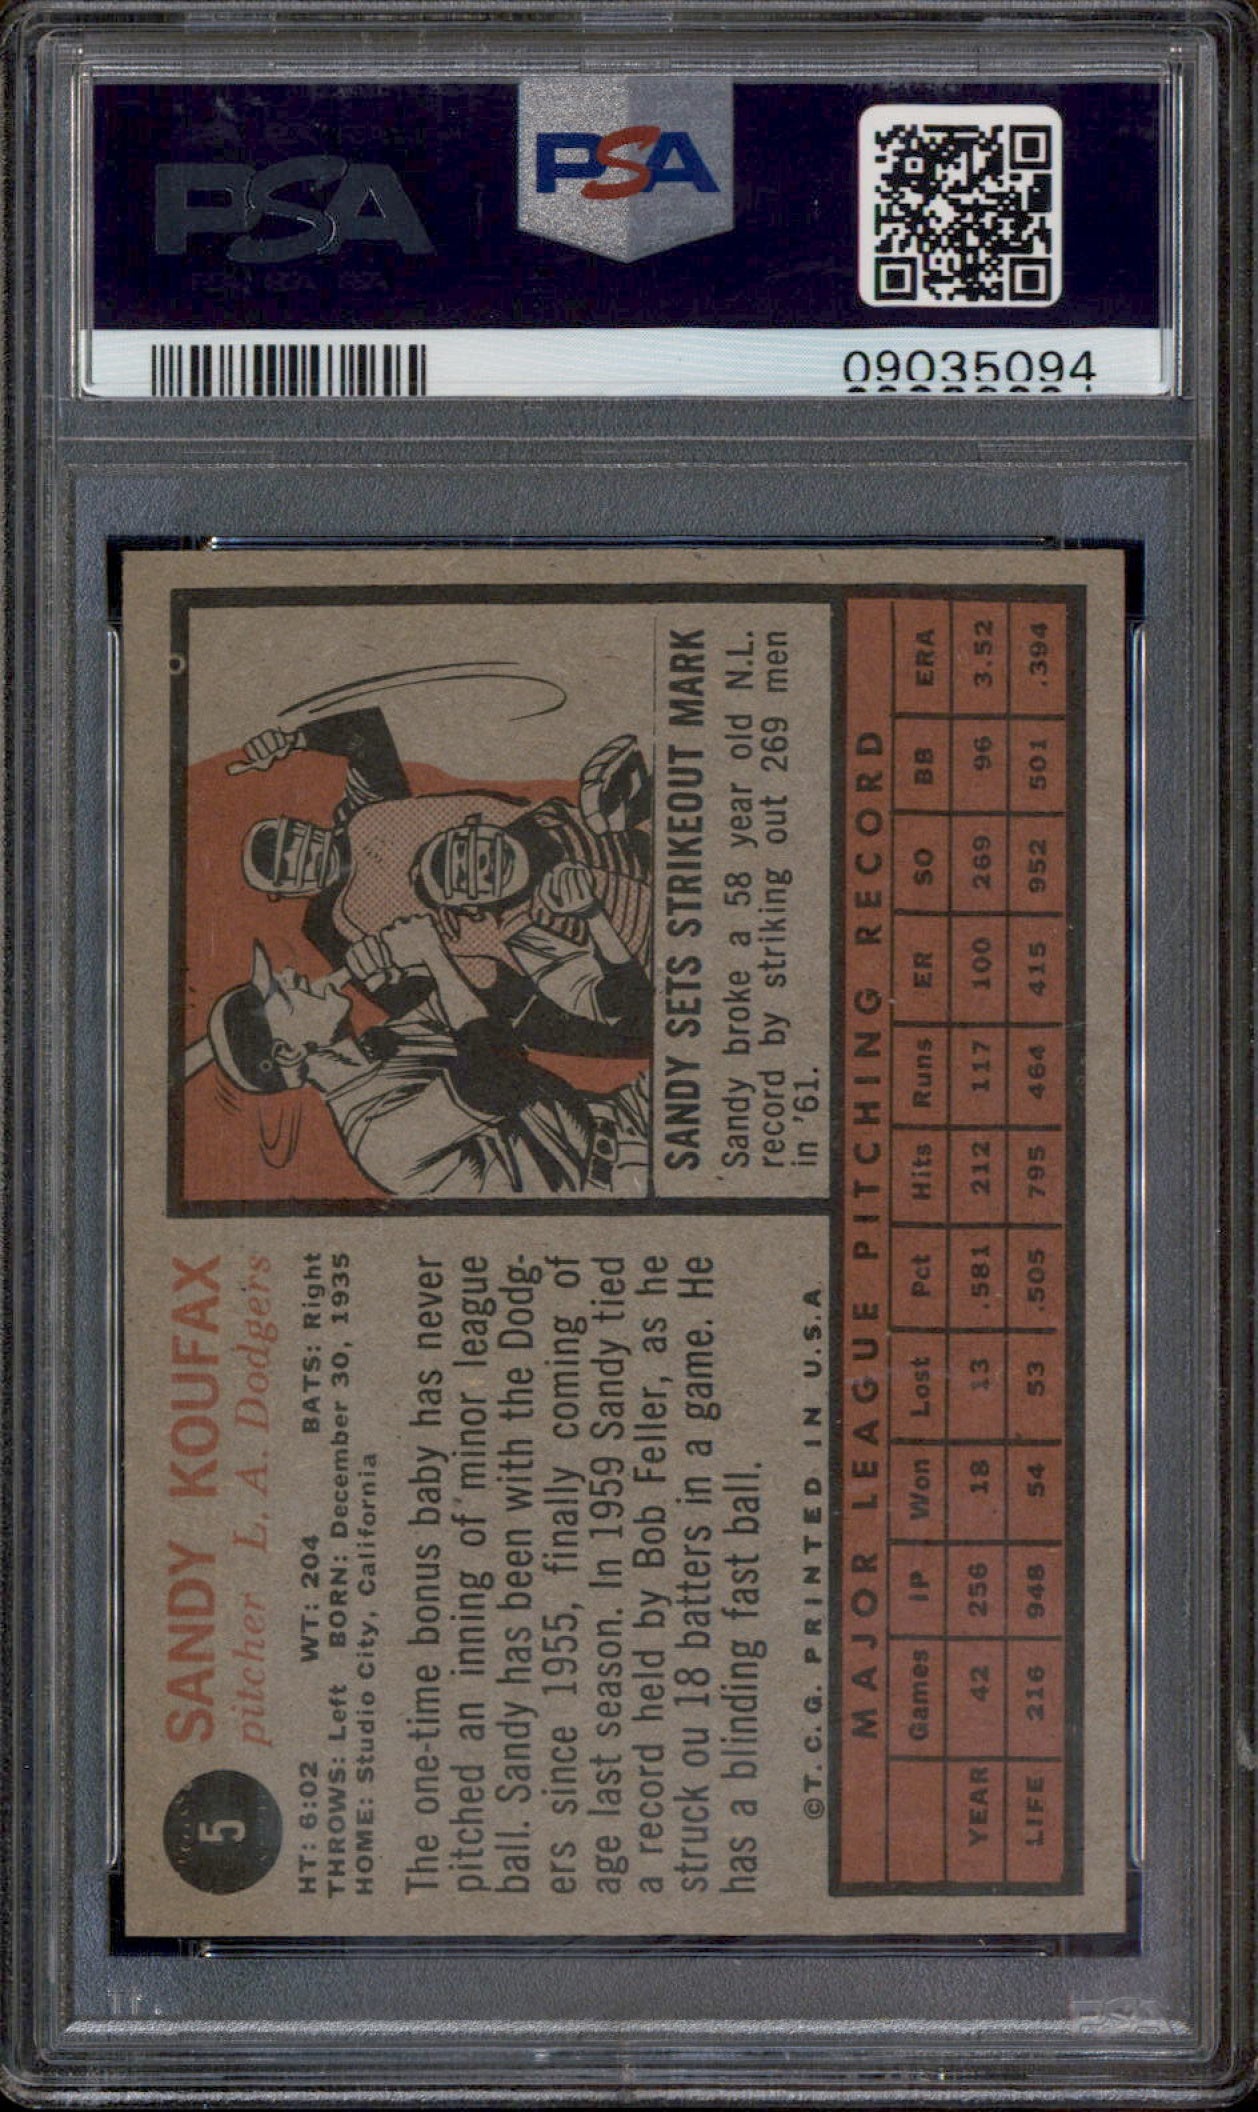 PSA
PSA
09035094
5
SANDY KOUFAX
pitcher L. A. Dodgers
HT: 6:02 WT: 204 BATS: Right
THROWS: Left BORN: December 30, 1935
HOME: Studio City, California
The one-time bonus baby has never
pitched an inning of minor league
ball. Sandy has been with the Dodg-
ers since 1955, finally coming of
age last season. In 1959 Sandy tied
a record held by Bob Feller, as he
struck ou 18 batters in a game. He
has a blinding fast ball.
©T. C. G. PRINTED IN U.S.A.
SANDY SETS STRIKEOUT MARK
Sandy broke a 58 year old N.L.
record by striking out 269 men
in '61.
MAJOR LEAGUE PITCHING RECORD
Games IP Won Lost Pct Hits Runs ER SO BB ERA
YEAR 42 256 18 13 .581 212 117 100 269 96 3.52
LIFE 216 948 54 53 .505 795 464 415 952 501 .394
PSA